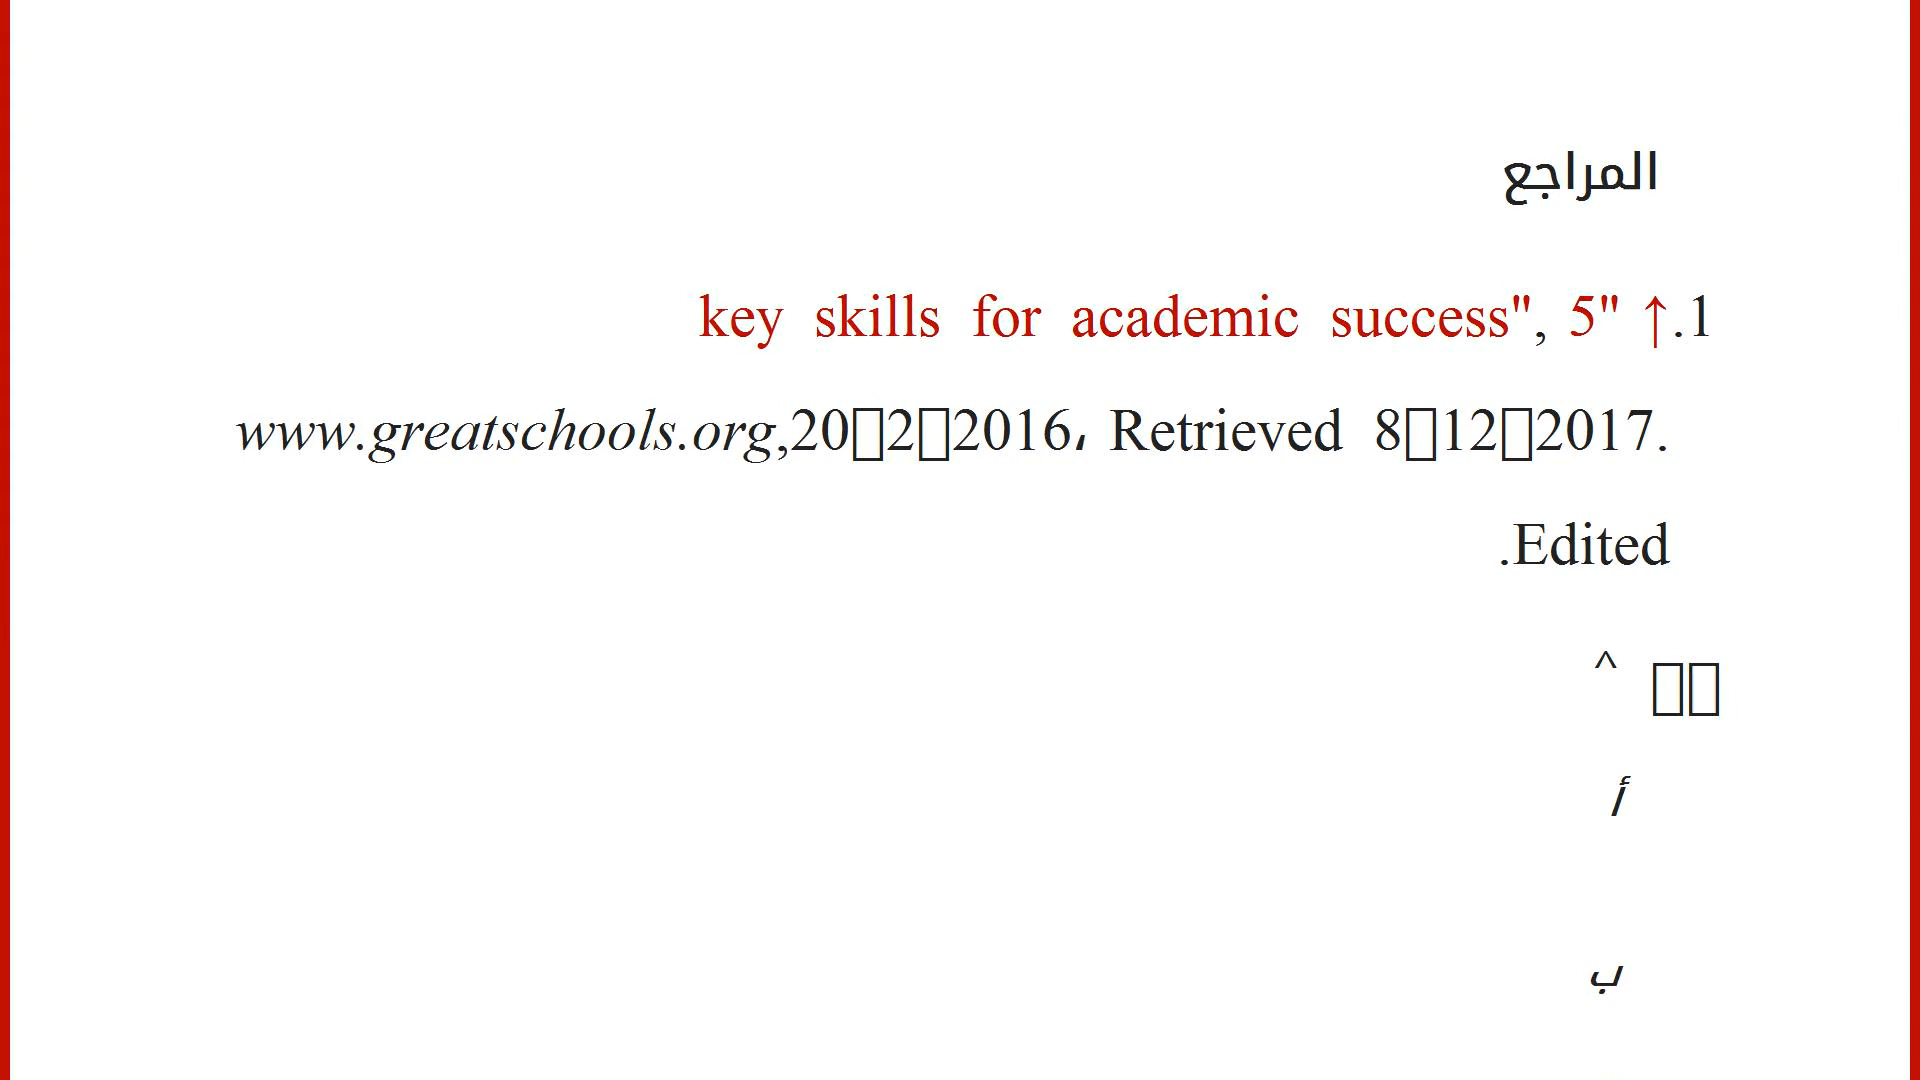 المراجع
1.↑ "5 key skills for academic success",
www.greatschools.org,20▯2▯2016، Retrieved 8▯12▯2017.
Edited.
▯▯ ^
أ
ب